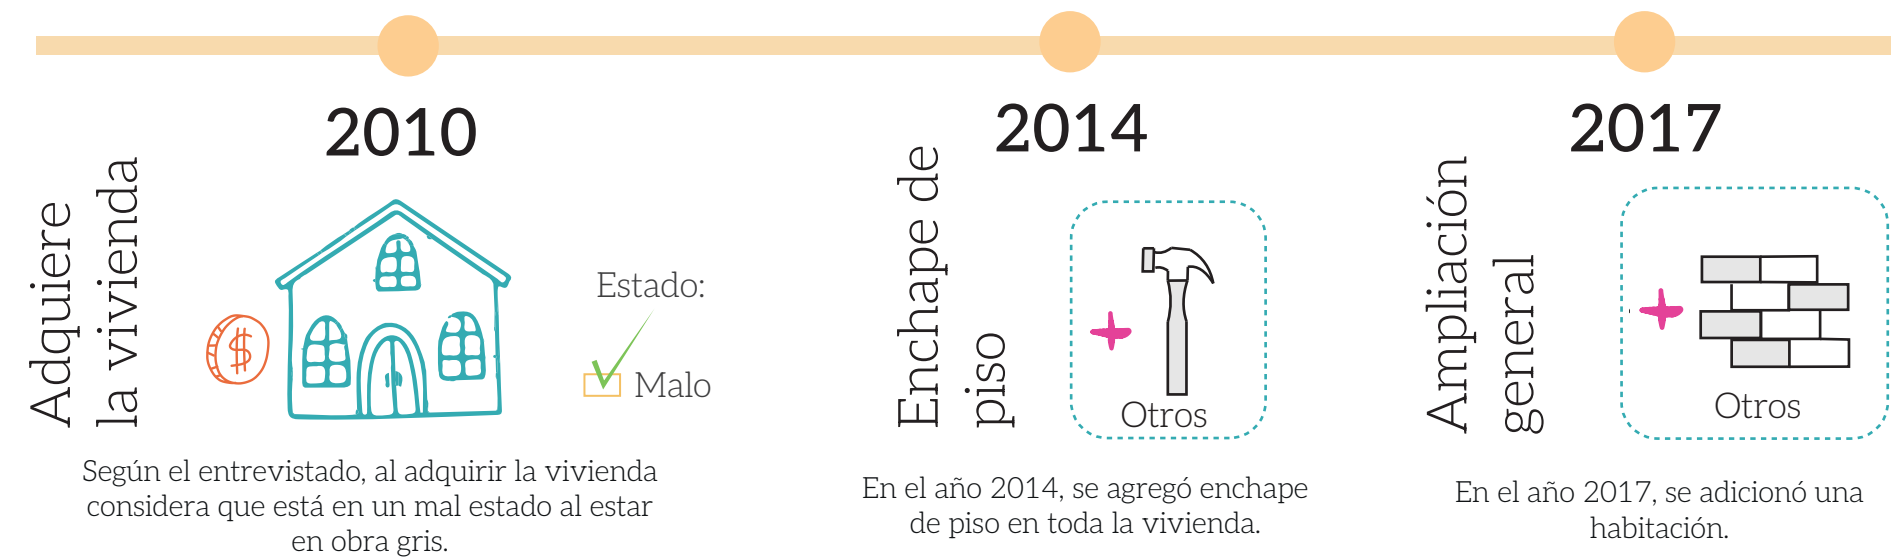 2010
Adquiere
la vivienda
$
Estado:
Malo
Según el entrevistado, al adquirir la vivienda
considera que está en un mal estado al estar
en obra gris.
2014
Enchape de
piso
Otros
En el año 2014, se agregó enchape
de piso en toda la vivienda.
2017
Ampliación
general
Otros
En el año 2017, se adicionó una
habitación.